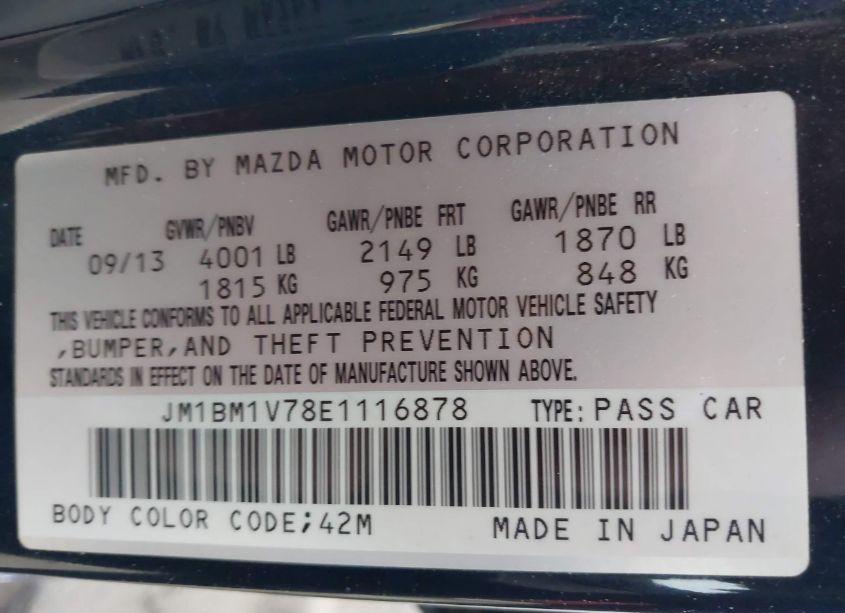 MFD. BY MAZDA MOTOR CORPORATION
DATE GVWR/PNBV GAWR/PNBE FRT GAWR/PNBE RR
09/13 4001 LB 2149 LB 1870 LB
1815 KG 975 KG 848 KG
THIS VEHICLE CONFORMS TO ALL APPLICABLE FEDERAL MOTOR VEHICLE SAFETY
,BUMPER,AND THEFT PREVENTION
STANDARDS IN EFFECT ON THE DATE OF MANUFACTURE SHOWN ABOVE.
JM1BM1V78E1116878 TYPE: PASS CAR
BODY COLOR CODE;42M MADE IN JAPAN